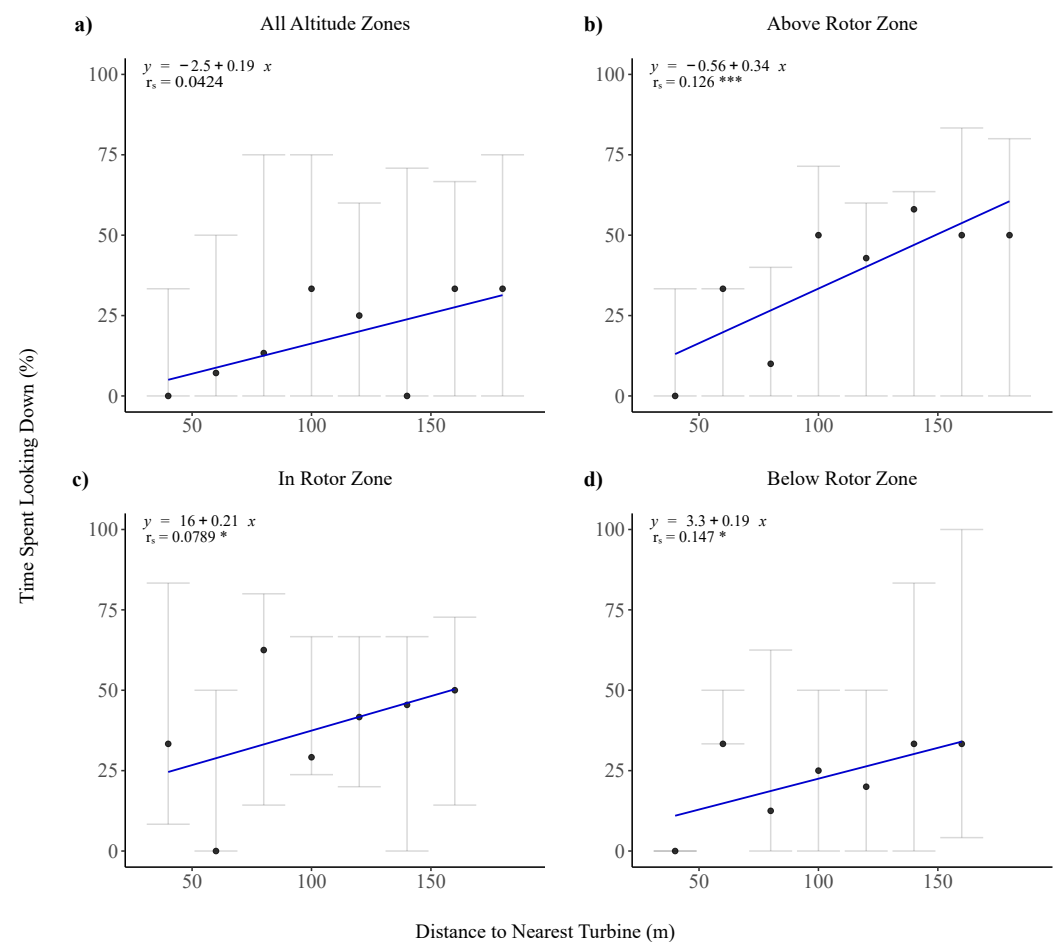 a) All Altitude Zones
y = −2.5 + 0.19 x
rs = 0.0424
100
75
50
25
0
50 100 150
b) Above Rotor Zone
y = −0.56 + 0.34 x
rs = 0.126 ***
100
75
50
25
0
50 100 150
Time Spent Looking Down (%)
c) In Rotor Zone
y = 16 + 0.21 x
rs = 0.0789 *
100
75
50
25
0
50 100 150
d) Below Rotor Zone
y = 3.3 + 0.19 x
rs = 0.147 *
100
75
50
25
0
50 100 150
Distance to Nearest Turbine (m)